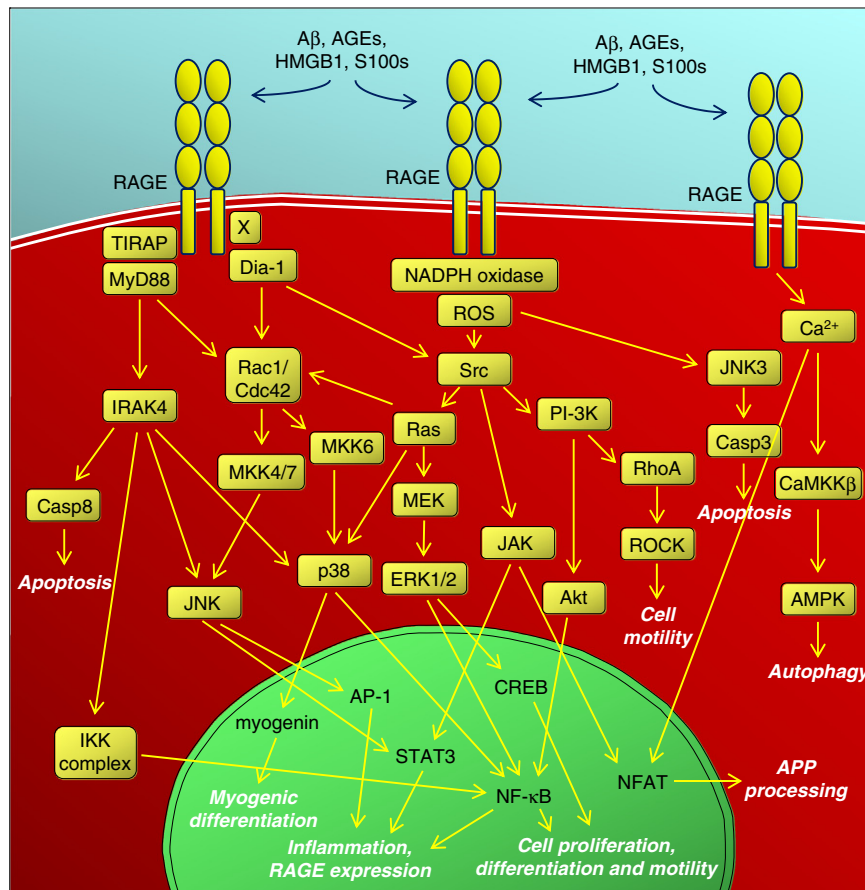 Aβ, AGEs,
HMGB1, S100s
Aβ, AGEs,
HMGB1, S100s
RAGE
RAGE
RAGE
TIRAP
X
MyD88
Dia-1
NADPH oxidase
ROS
Ca²⁺
Rac1/
Cdc42
Src
JNK3
IRAK4
PI-3K
Ras
MKK6
Casp3
MKK4/7
RhoA
CaMKKβ
Casp8
MEK
Apoptosis
JAK
ROCK
Apoptosis
p38
ERK1/2
JNK
Akt
AMPK
Cell
motility
Autophagy
CREB
AP-1
myogenin
IKK
complex
STAT3
NFAT
APP
processing
NF-κB
Myogenic
differentiation
Inflammation,
RAGE expression
Cell proliferation,
differentiation and motility